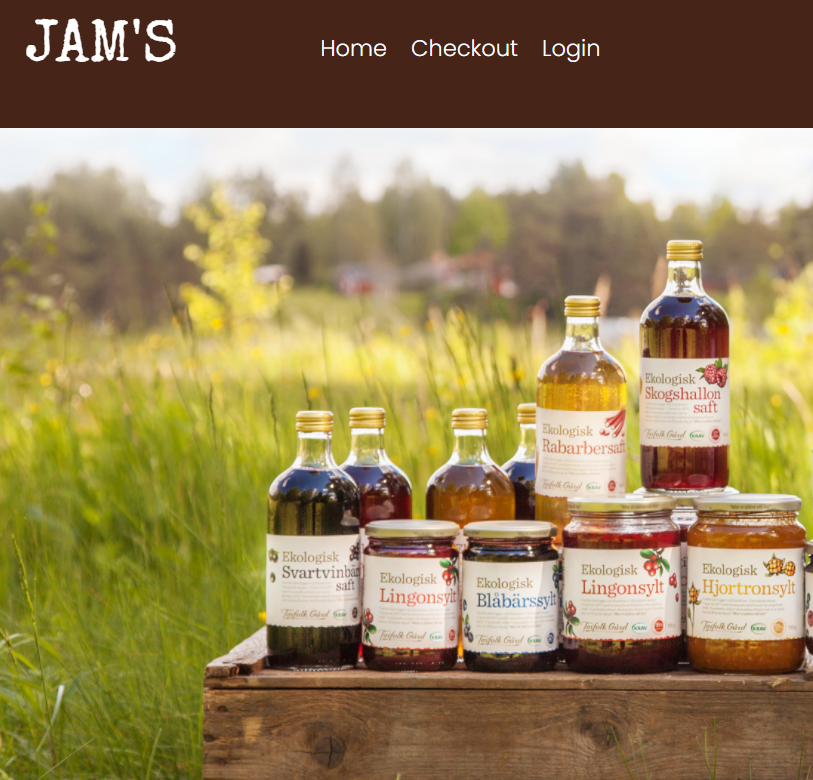 JAM'S
Home Checkout Login
Ekologisk
Skogshallon
saft
Ekologisk
Rabarbersaft
Ekologisk
Svartvinbär
saft
Ekologisk
Lingonsylt
Ekologisk
Blåbärssylt
Ekologisk
Lingonsylt
Ekologisk
Hjortronsylt